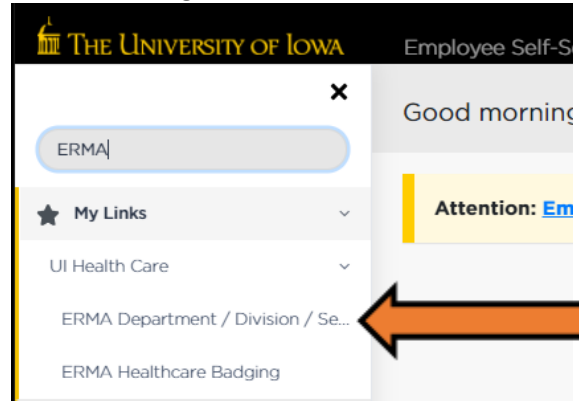 THE UNIVERSITY OF IOWA
Employee Self-S
Good morning
ERMA
Attention: Em
My Links
UI Health Care
ERMA Department / Division / Se...
ERMA Healthcare Badging